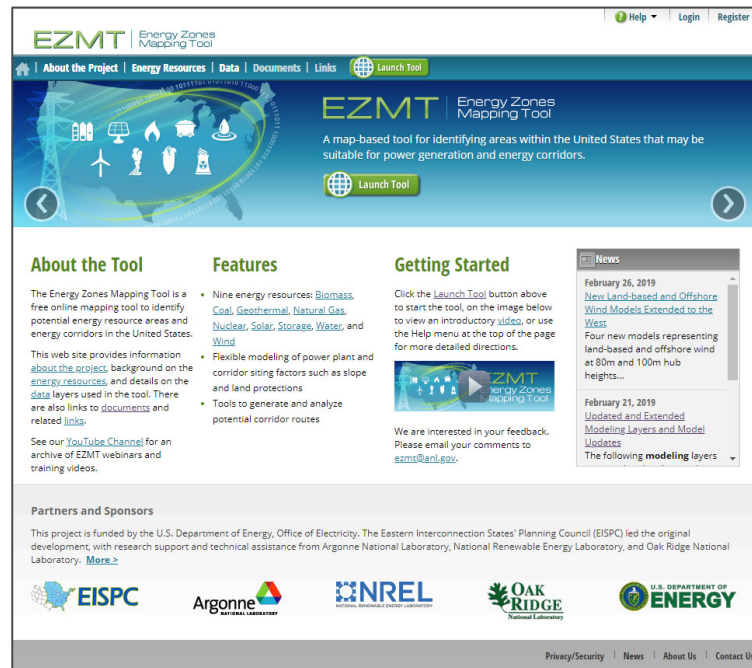 Help
Login
Register
EZMT Energy Zones Mapping Tool
About the Project | Energy Resources | Data | Documents | Links
Launch Tool
EZMT Energy Zones Mapping Tool
A map-based tool for identifying areas within the United States that may be
suitable for power generation and energy corridors.
Launch Tool
About the Tool
The Energy Zones Mapping Tool is a
free online mapping tool to identify
potential energy resource areas and
energy corridors in the United States.
This web site provides information
about the project, background on the
energy resources, and details on the
data layers used in the tool. There
are also links to documents and
related links.
See our YouTube Channel for an
archive of EZMT webinars and
training videos.
Features
• Nine energy resources: Biomass,
Coal, Geothermal, Natural Gas,
Nuclear, Solar, Storage, Water, and
Wind
• Flexible modeling of power plant and
corridor siting factors such as
slope and land protections
• Tools to generate and analyze
potential corridor routes
Getting Started
Click the Launch Tool button above
to start the tool, on the image below
to view an introductory video, or use
the Help menu at the top of the page
for more detailed directions.
EZMT
Energy Zones
Mapping Tool
We are interested in your feedback.
Please email your comments to
ezmt@anl.gov.
News
February 26, 2019
New Land-based and Offshore
Wind Models Extended to the
West
Four new models representing
land-based and offshore wind
at 80m and 100m hub
heights...
February 21, 2019
Updated and Extended
Modeling Layers and Model
Updates
The following modeling layers
Partners and Sponsors
This project is funded by the U.S. Department of Energy, Office of Electricity. The Eastern Interconnection States' Planning Council (EISPC) led the original
development, with research support and technical assistance from Argonne National Laboratory, National Renewable Energy Laboratory, and Oak Ridge National
Laboratory. More >
EISPC
Argonne
NATIONAL LABORATORY
NREL
NATIONAL RENEWABLE ENERGY LABORATORY
OAK
RIDGE
National Laboratory
U.S. DEPARTMENT OF
ENERGY
Privacy/Security | News | About Us | Contact Us